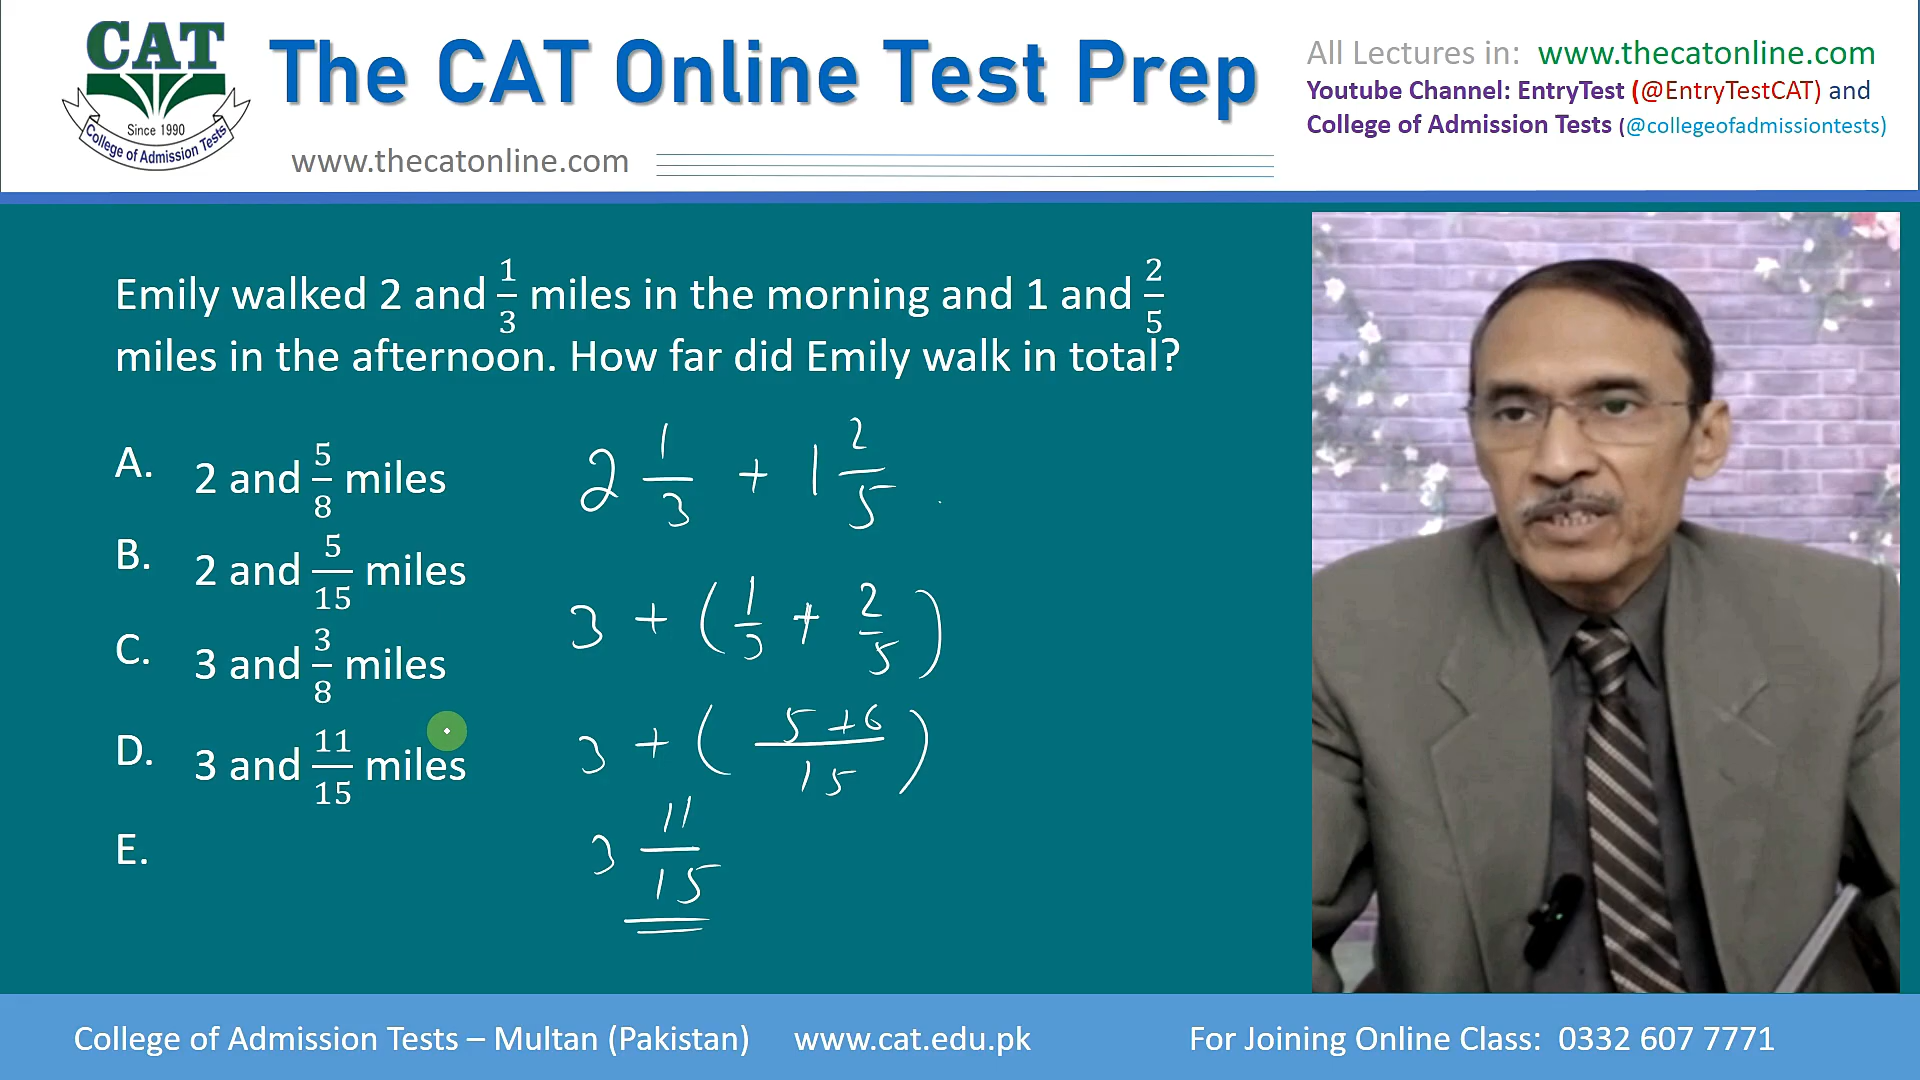 CAT
Since 1990
College of Admission Tests
The CAT Online Test Prep
www.thecatonline.com
All Lectures in: www.thecatonline.com
Youtube Channel: EntryTest (@EntryTestCAT) and
College of Admission Tests (@collegeofadmissiontests)
Emily walked 2 and 1/3 miles in the morning and 1 and 2/5
miles in the afternoon. How far did Emily walk in total?
A. 2 and 5/8 miles
B. 2 and 5/15 miles
C. 3 and 3/8 miles
D. 3 and 11/15 miles
E.
2 1/3 + 1 2/5
3 + (1/3 + 2/5)
3 + (5+6/15)
3 11/15
College of Admission Tests – Multan (Pakistan) www.cat.edu.pk For Joining Online Class: 0332 607 7771